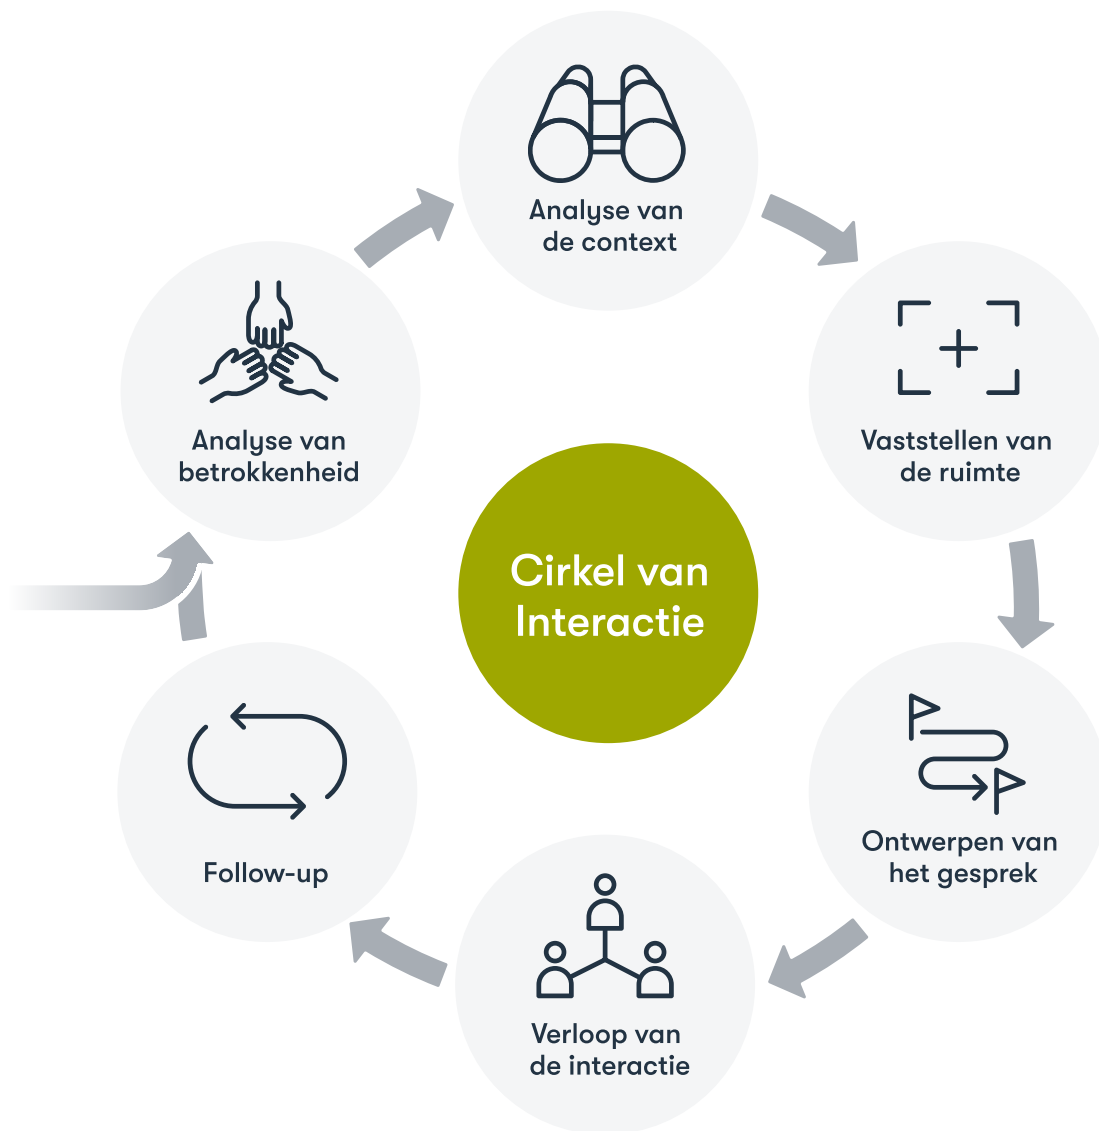 Analyse van
de context
Analyse van
betrokkenheid
Vaststellen van
de ruimte
Cirkel van
Interactie
Follow-up
Ontwerpen van
het gesprek
Verloop van
de interactie